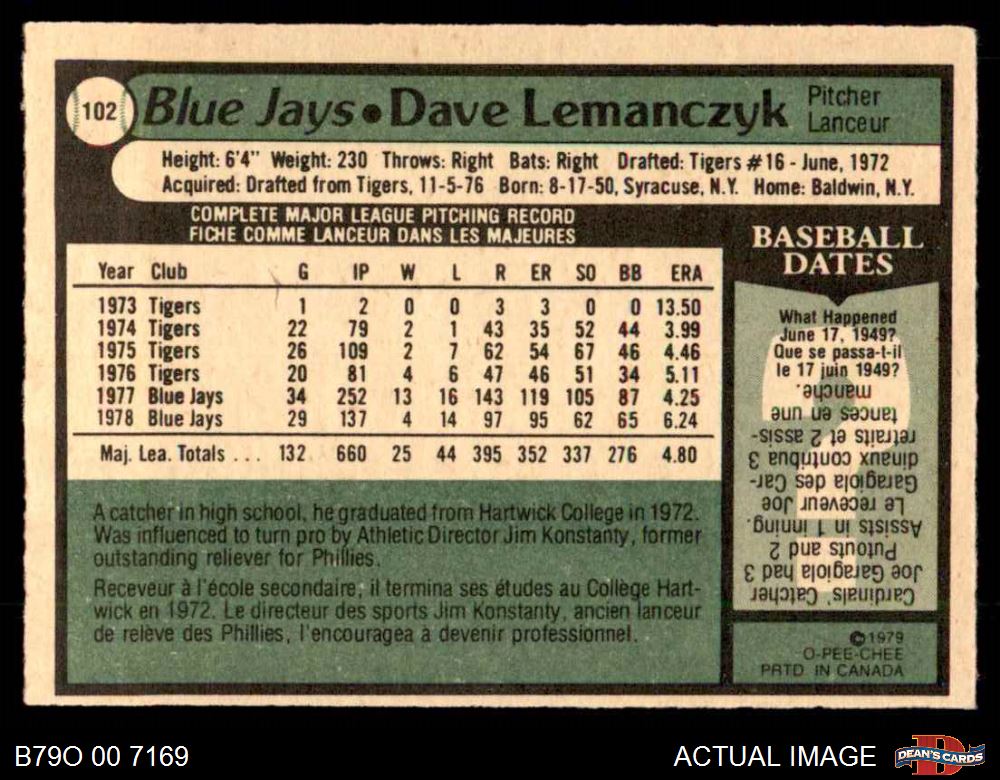 102
Blue Jays • Dave Lemanczyk
Pitcher
Lanceur
Height: 6'4" Weight: 230 Throws: Right Bats: Right Drafted: Tigers #16 - June, 1972
Acquired: Drafted from Tigers, 11-5-76 Born: 8-17-50, Syracuse, N.Y. Home: Baldwin, N.Y.
COMPLETE MAJOR LEAGUE PITCHING RECORD
FICHE COMME LANCEUR DANS LES MAJEURES
Year Club G IP W L R ER SO BB ERA
1973 Tigers 1 2 0 0 3 3 0 0 13.50
1974 Tigers 22 79 2 1 43 35 52 44 3.99
1975 Tigers 26 109 2 7 62 54 67 46 4.46
1976 Tigers 20 81 4 6 47 46 51 34 5.11
1977 Blue Jays 34 252 13 16 143 119 105 87 4.25
1978 Blue Jays 29 137 4 14 97 95 62 65 6.24
Maj. Lea. Totals . . . 132 660 25 44 395 352 337 276 4.80
A catcher in high school, he graduated from Hartwick College in 1972.
Was influenced to turn pro by Athletic Director Jim Konstanty, former
outstanding reliever for Phillies.
Receveur à l'école secondaire, il termina ses études au College Hart-
wick en 1972. Le directeur des sports Jim Konstanty, ancien lanceur
de relève des Phillies, l'encouragea à devenir professionnel.
BASEBALL
DATES
What Happened
June 17, 1949?
Que se passa-t-il
le 17 juin 1949?
Cardinals' Catcher
Joe Garagiola had 3
Putouts and 2
Assists in 1 inning.
Le receveur Joe
Garagiola des Car-
dinaux contribua 3
retraits et 2 assis-
tances en une
manche.
©1979
O-PEE-CHEE
PRTD IN CANADA
B79O 00 7169
ACTUAL IMAGE
DEAN'S CARDS